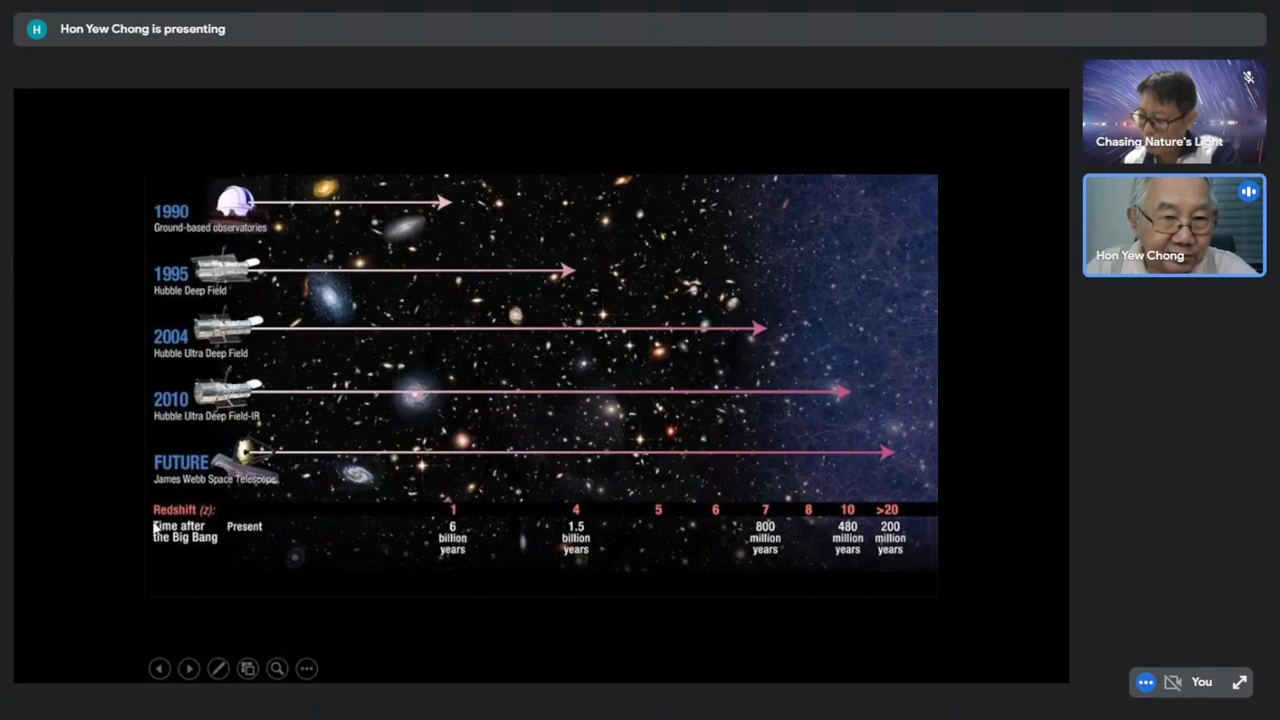 H
Hon Yew Chong is presenting
Chasing Nature's Light
Hon Yew Chong
1990
Ground-based observatories
1995
Hubble Deep Field
2004
Hubble Ultra Deep Field
2010
Hubble Ultra Deep Field-IR
FUTURE
James Webb Space Telescope
Redshift (z): 1 4 5 6 7 8 10 >20
Time after the Big Bang
Present
6 billion years
1.5 billion years
800 million years
480 million years
200 million years
You